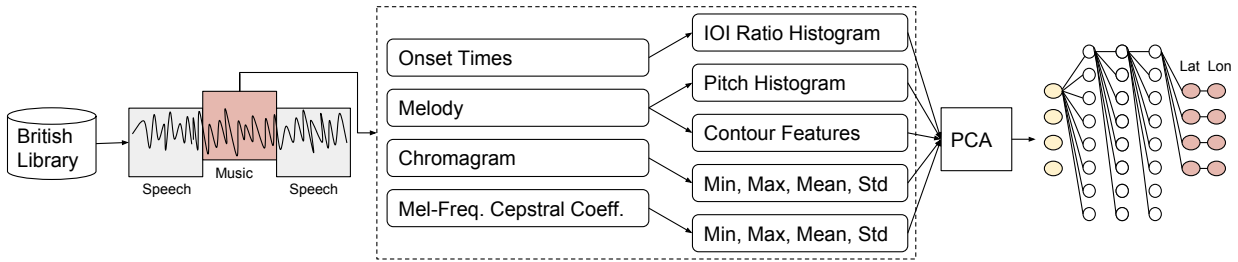 British
Library
Speech
Music
Speech
Onset Times
Melody
Chromagram
Mel-Freq. Cepstral Coeff.
IOI Ratio Histogram
Pitch Histogram
Contour Features
Min, Max, Mean, Std
Min, Max, Mean, Std
PCA
Lat Lon